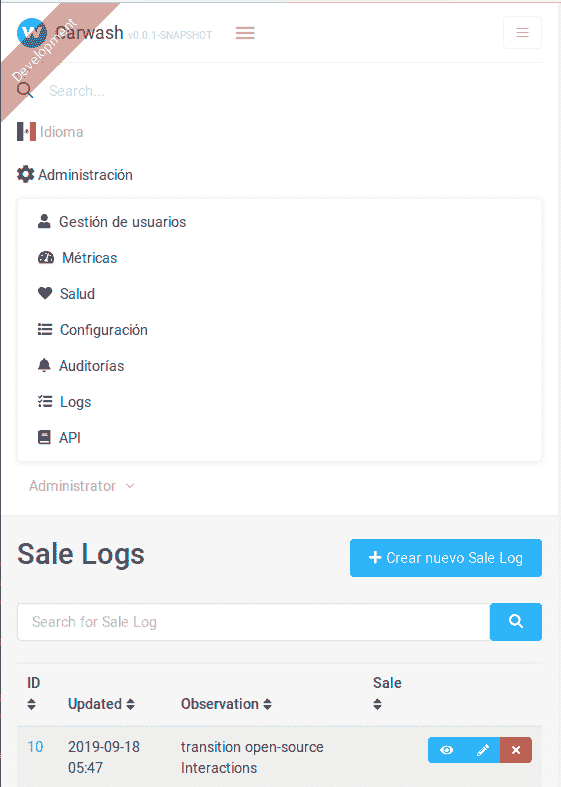 Development
Carwash v0.0.1-SNAPSHOT
Search...
Idioma
Administración
Gestión de usuarios
Métricas
Salud
Configuración
Auditorías
Logs
API
Administrator
Sale Logs
Crear nuevo Sale Log
Search for Sale Log
ID Updated Observation Sale
10 2019-09-18 transition open-source
05:47 Interactions